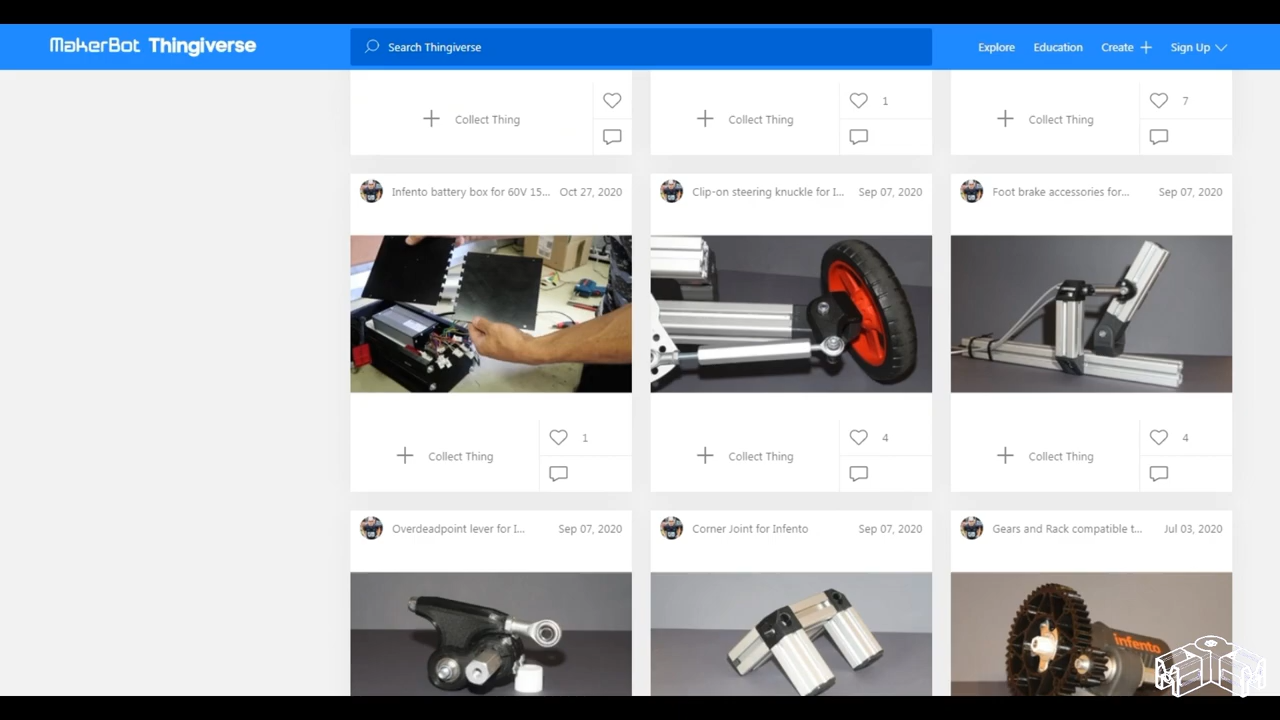 MakerBot Thingiverse
Search Thingiverse
Explore
Education
Create
Sign Up
Collect Thing
Collect Thing
1
Collect Thing
7
Infento battery box for 60V 15... Oct 27, 2020
Clip-on steering knuckle for I... Sep 07, 2020
Foot brake accessories for... Sep 07, 2020
Collect Thing
1
Collect Thing
4
Collect Thing
4
Overdeadpoint lever for I... Sep 07, 2020
Corner Joint for Infento Sep 07, 2020
Gears and Rack compatible t... Jul 03, 2020
infento